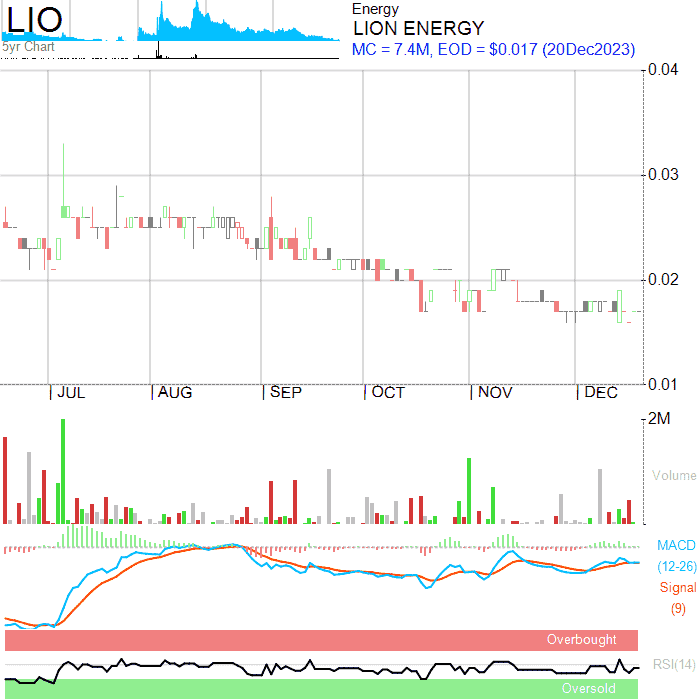 LIO
5yr Chart
Energy
LION ENERGY
MC = 7.4M, EOD = $0.017 (20Dec2023)
0.04
0.03
0.02
0.01
JUL
AUG
SEP
OCT
NOV
DEC
2M
Volume
MACD
(12-26)
Signal
(9)
Overbought
RSI(14)
Oversold